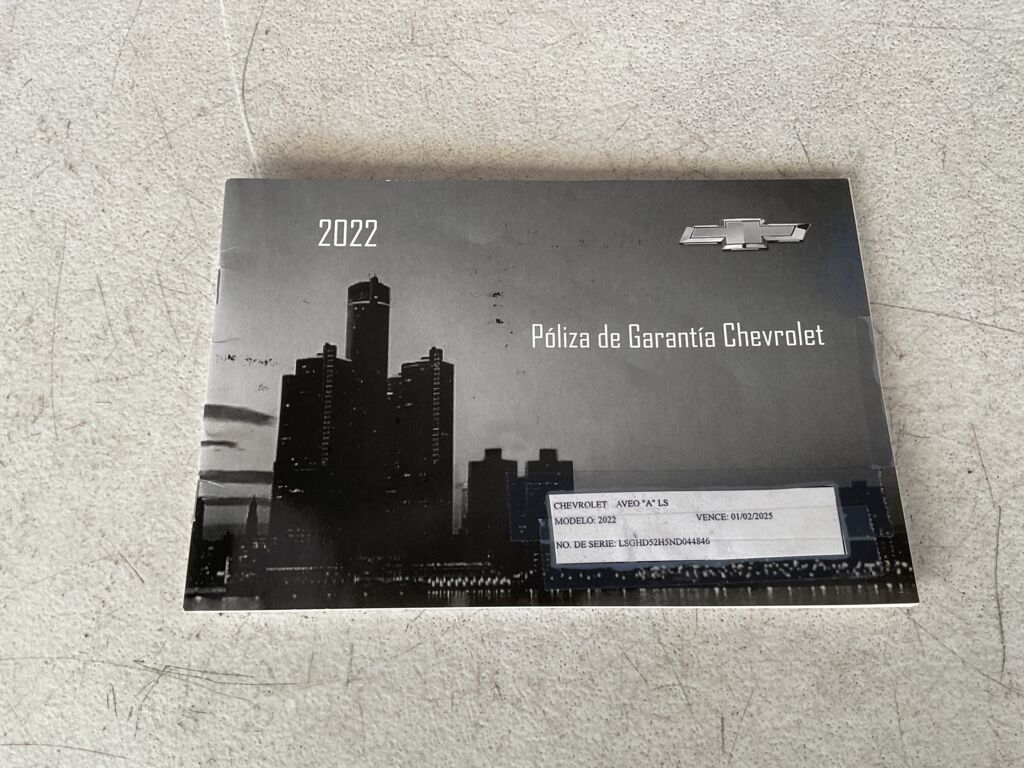 2022
Póliza de Garantía Chevrolet
CHEVROLET AVEO "A" LS
MODELO: 2022 VENCE: 01/02/2025
NO. DE SERIE: LSGHD52H5ND044846